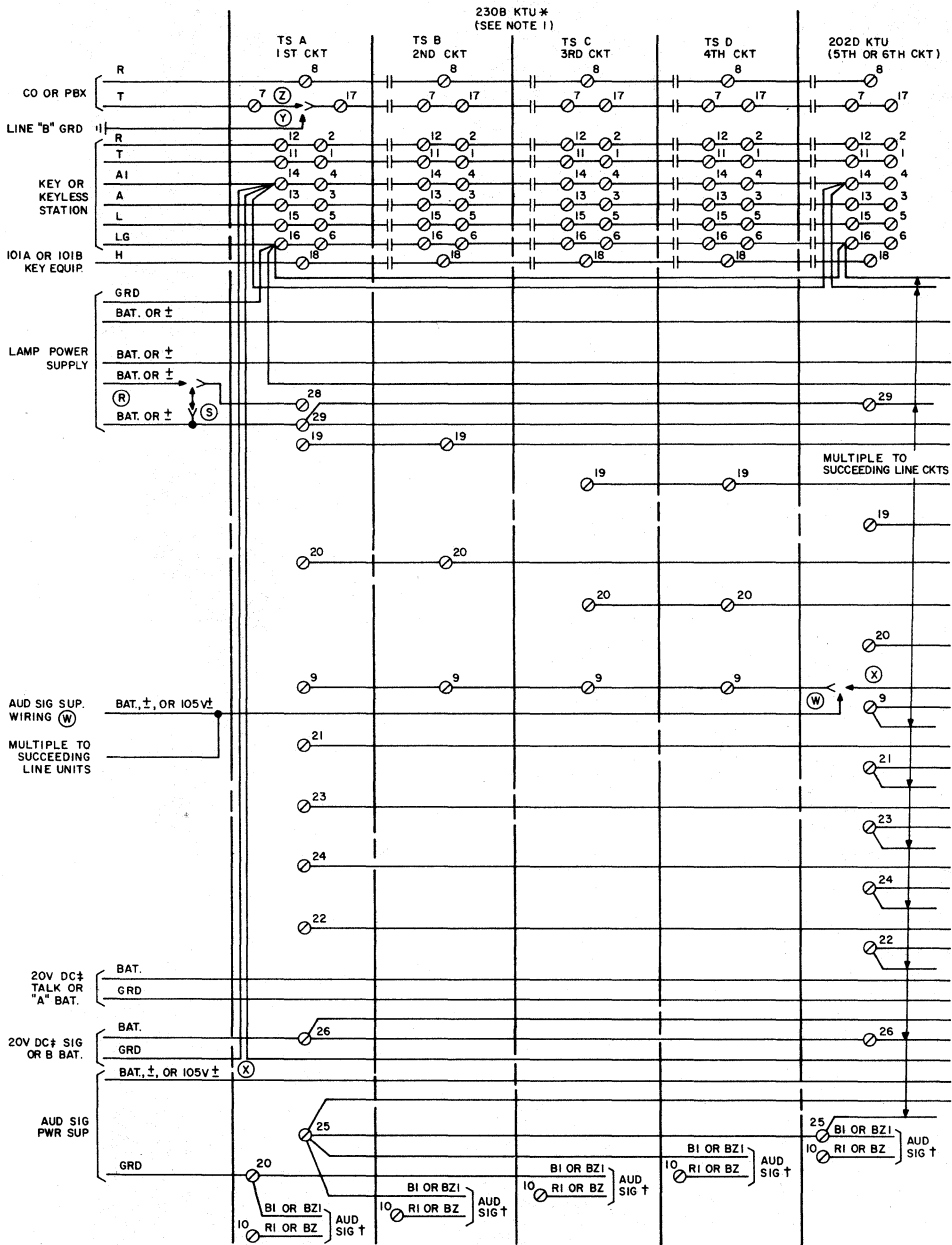 230B KTU *
(SEE NOTE 1)
TS A
1ST CKT
TS B
2ND CKT
TS C
3RD CKT
TS D
4TH CKT
202D KTU
(5TH OR 6TH CKT)
CO OR PBX
R 8 8 8 8 8
T 7 Z 17 7 17 7 17 7 17 7 17
Y
LINE "B" GRD
KEY OR
KEYLESS
STATION
R 12 2 12 2 12 2 12 2 12 2
T 11 1 11 1 11 1 11 1 11 1
A1 14 4 14 4 14 4 14 4 14 4
A 13 3 13 3 13 3 13 3 13 3
L 15 5 15 5 15 5 15 5 15 5
LG 16 6 16 6 16 6 16 6 16 6
101A OR 101B
KEY EQUIP.
H 18 18 18 18 18
LAMP POWER
SUPPLY
GRD
BAT. OR ±
BAT. OR ±
BAT. OR ±
R 28 29
BAT. OR ± S 29
19 19
MULTIPLE TO
SUCCEEDING LINE CKTS
19 19
19
20 20
20 20
20
9 9 9 9 X
W
9
AUD SIG SUP.
WIRING W
BAT., ±, OR 105V±
MULTIPLE TO
SUCCEEDING
LINE UNITS
21
21
23
23
24
24
22
22
20V DC‡
TALK OR
"A" BAT.
BAT.
GRD
20V DC‡ SIG
OR B BAT.
BAT. 26 26
GRD
AUD SIG
PWR SUP
BAT., ±, OR 105V± X
25 25 B1 OR BZ1
10 R1 OR BZ
AUD
SIG †
B1 OR BZ1
10 R1 OR BZ
AUD
SIG †
GRD 20
B1 OR BZ1
10 R1 OR BZ
AUD
SIG †
B1 OR BZ1
10 R1 OR BZ
AUD
SIG †
B1 OR BZ1
10 R1 OR BZ
AUD
SIG †